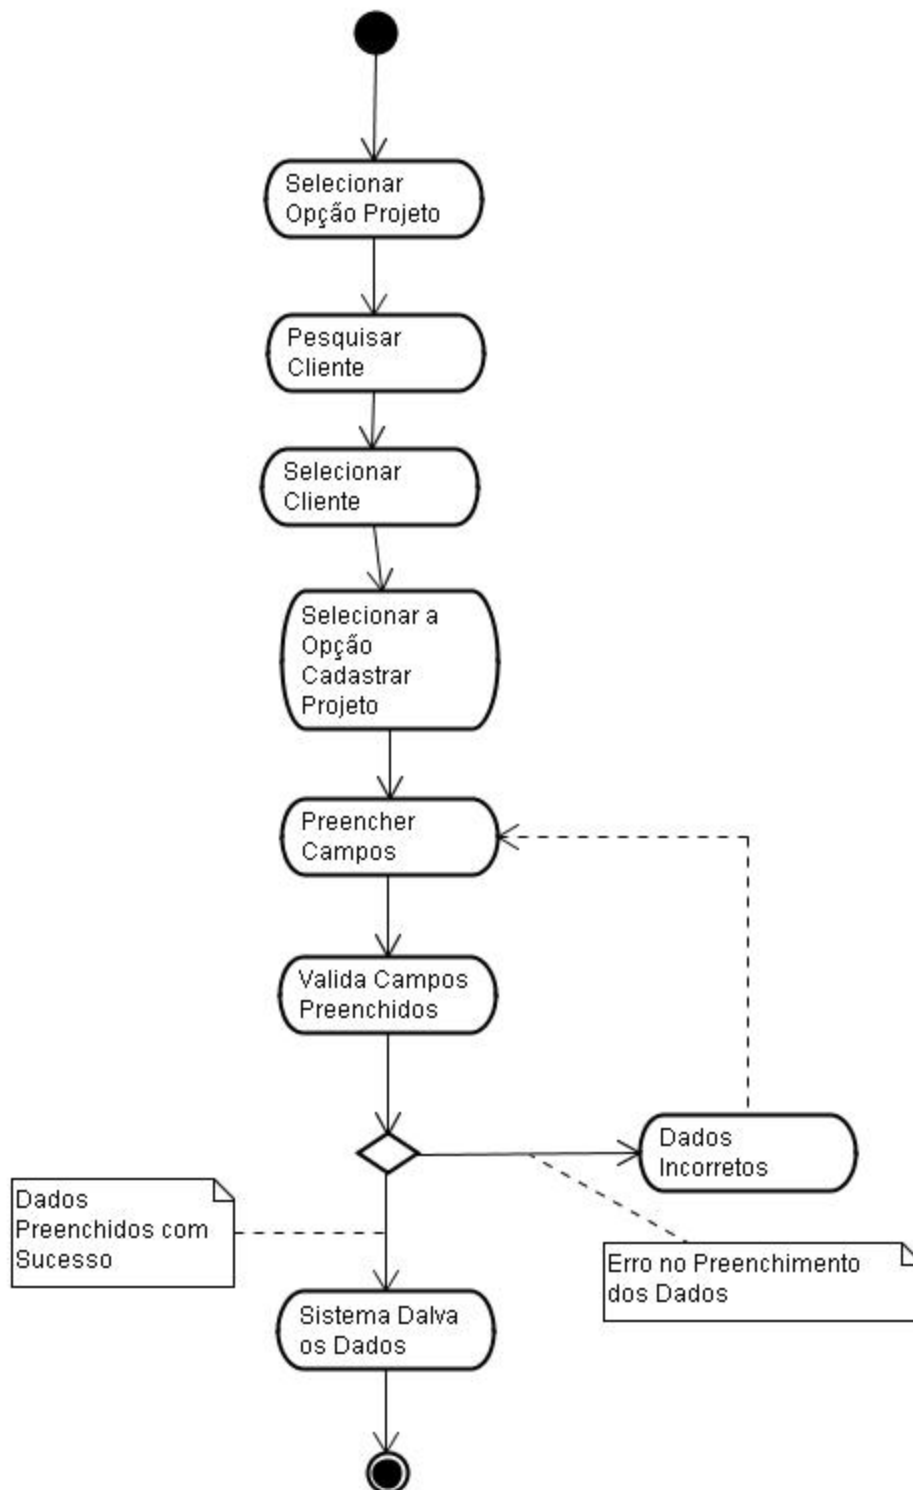 Selecionar
Opção Projeto
Pesquisar
Cliente
Selecionar
Cliente
Selecionar a
Opção
Cadastrar
Projeto
Preencher
Campos
Valida Campos
Preenchidos
Dados
Incorretos
Dados
Preenchidos com
Sucesso
Erro no Preenchimento
dos Dados
Sistema Dalva
os Dados